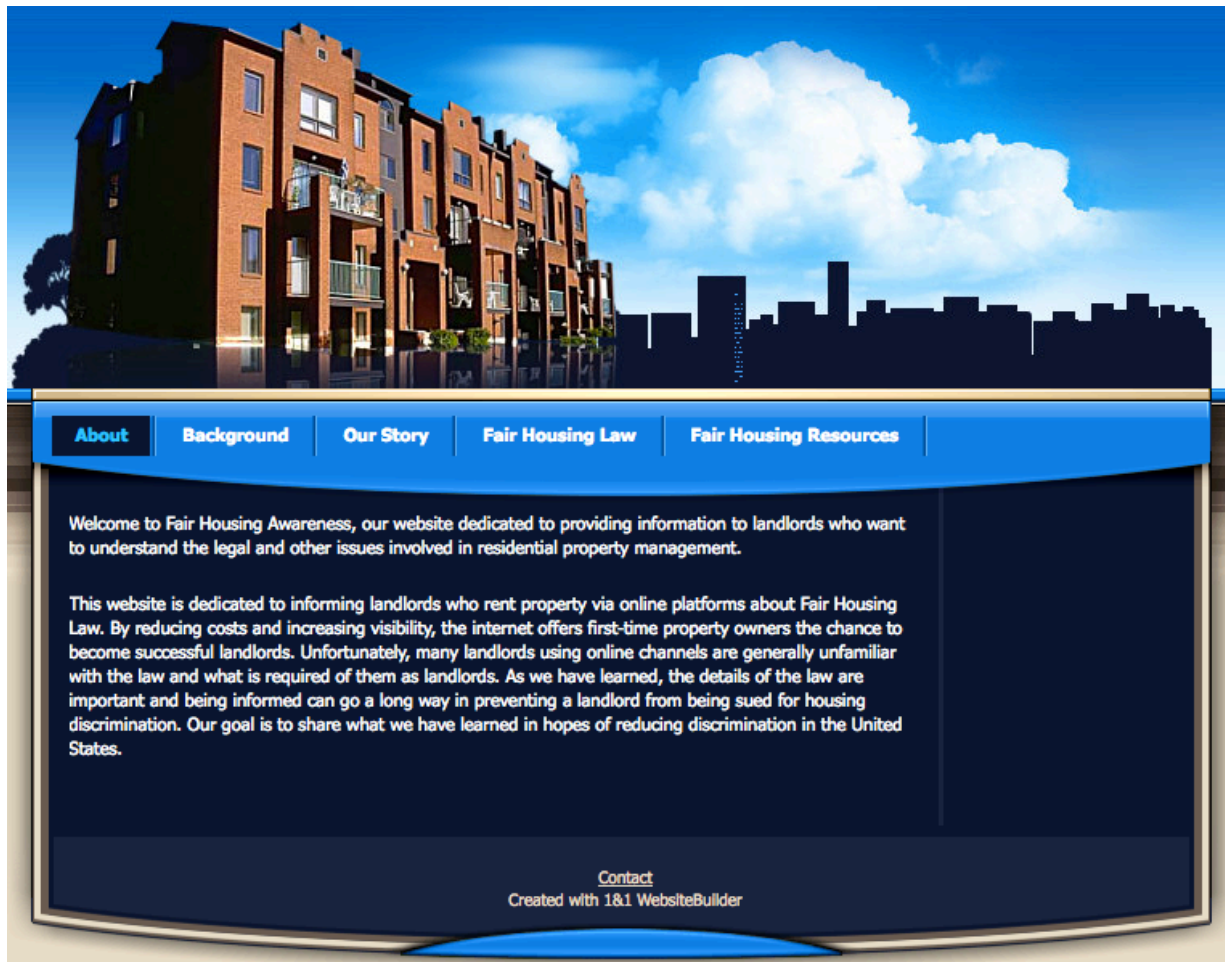 About
Background
Our Story
Fair Housing Law
Fair Housing Resources
Welcome to Fair Housing Awareness, our website dedicated to providing information to landlords who want
to understand the legal and other issues involved in residential property management.
This website is dedicated to informing landlords who rent property via online platforms about Fair Housing
Law. By reducing costs and increasing visibility, the internet offers first-time property owners the chance to
become successful landlords. Unfortunately, many landlords using online channels are generally unfamiliar
with the law and what is required of them as landlords. As we have learned, the details of the law are
important and being informed can go a long way in preventing a landlord from being sued for housing
discrimination. Our goal is to share what we have learned in hopes of reducing discrimination in the United
States.
Contact
Created with 1&1 WebsiteBuilder